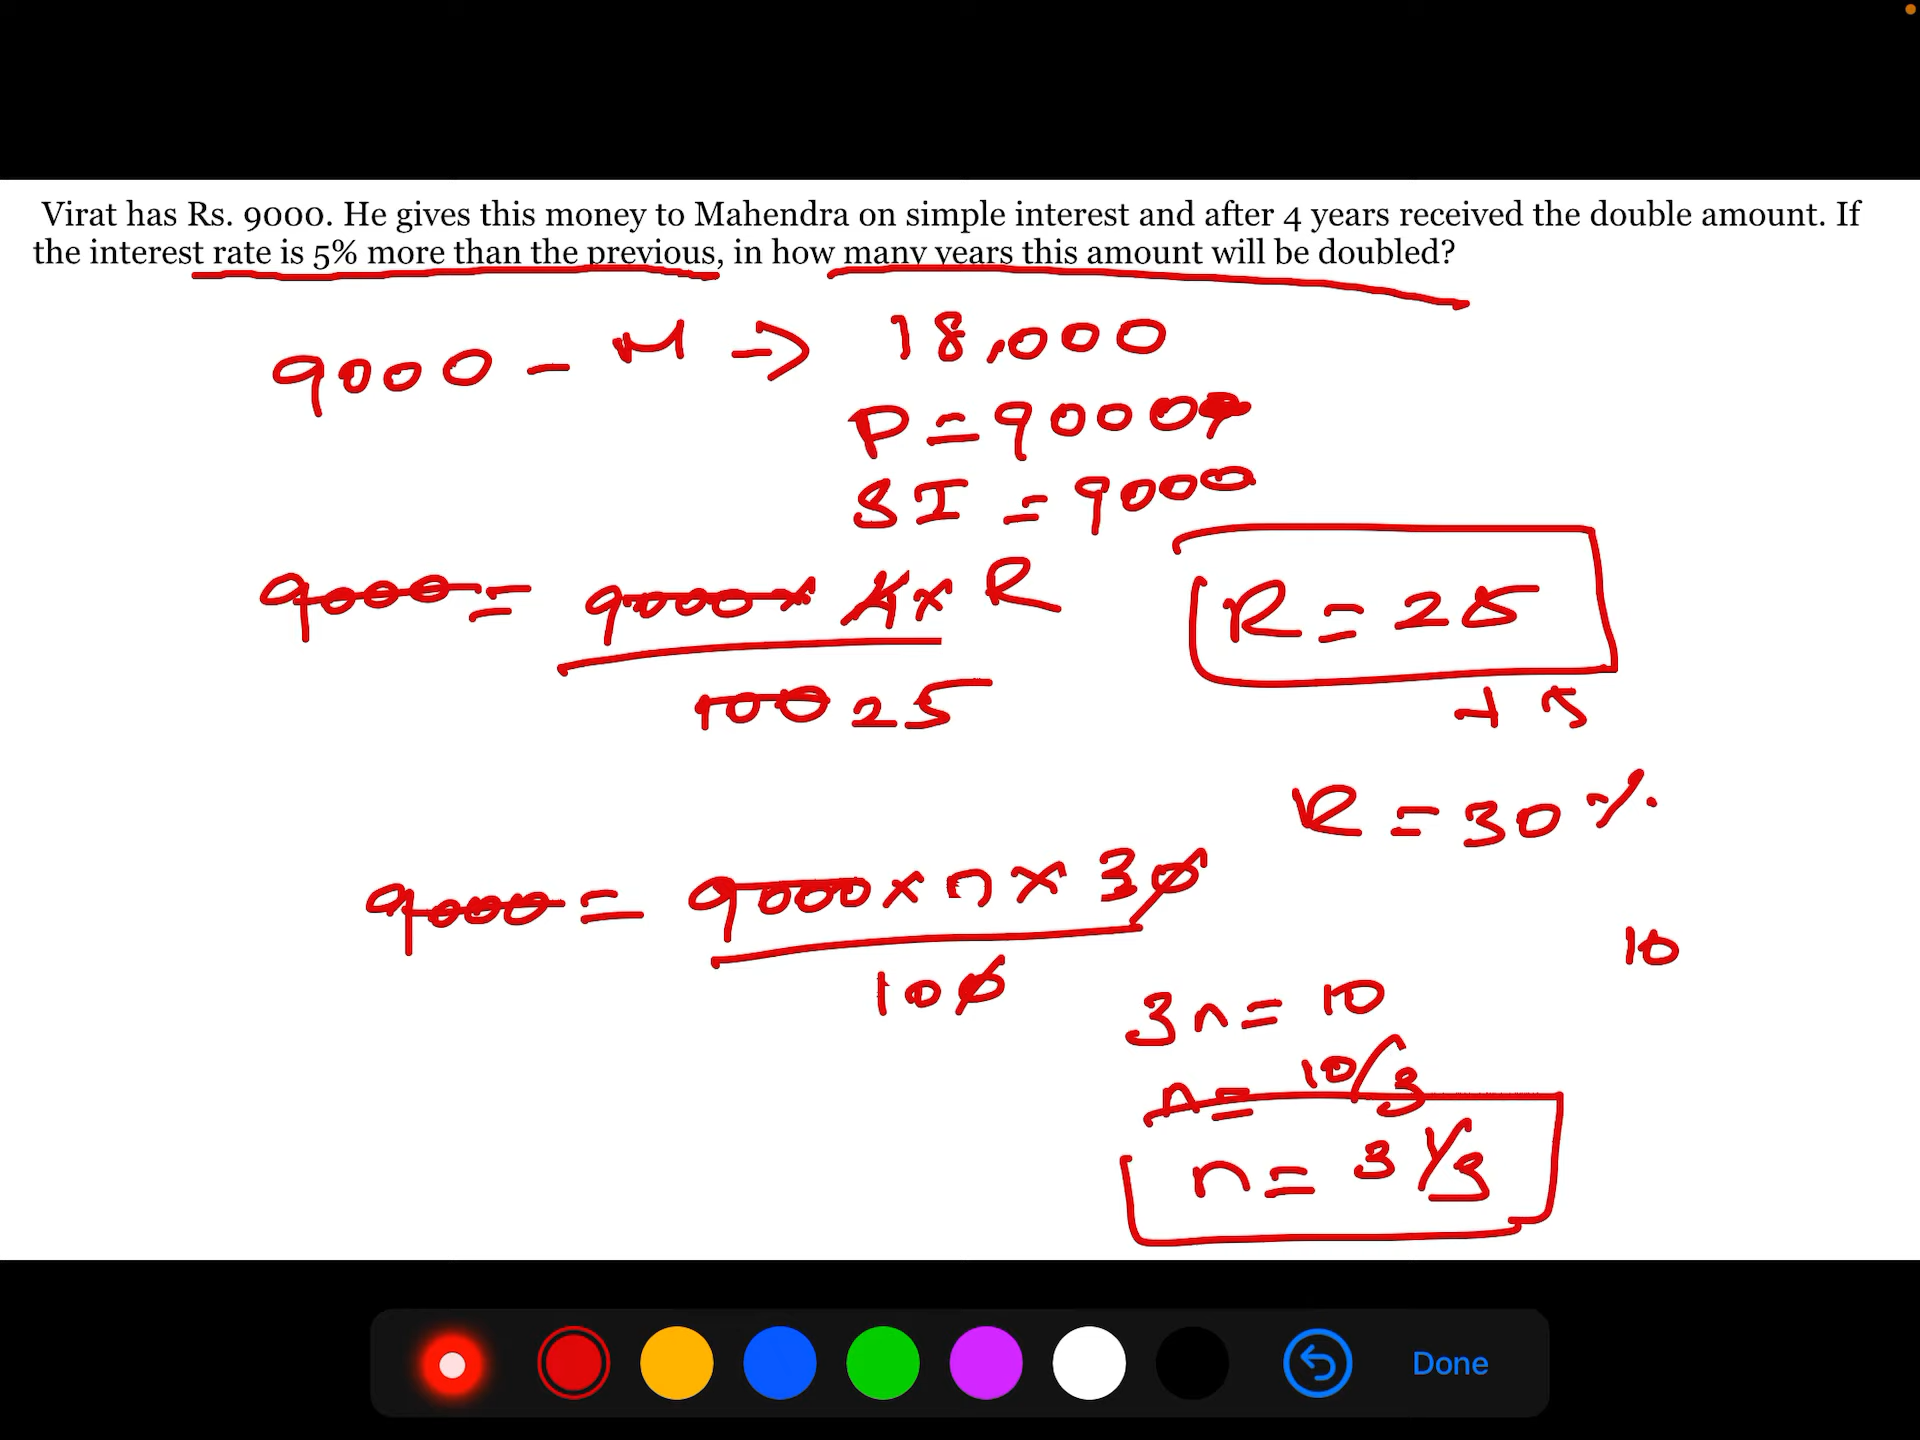 Virat has Rs. 9000. He gives this money to Mahendra on simple interest and after 4 years received the double amount. If
the interest rate is 5% more than the previous, in how many years this amount will be doubled?
9000 - M -> 18,000
P = 9000
SI = 9000
9000 = 9000 x 4 x R
100 25
R = 25
+ 5
R = 30 %
9000 = 9000 x n x 30
100
10
3n = 10
n = 10/3
n = 3 1/3
Done